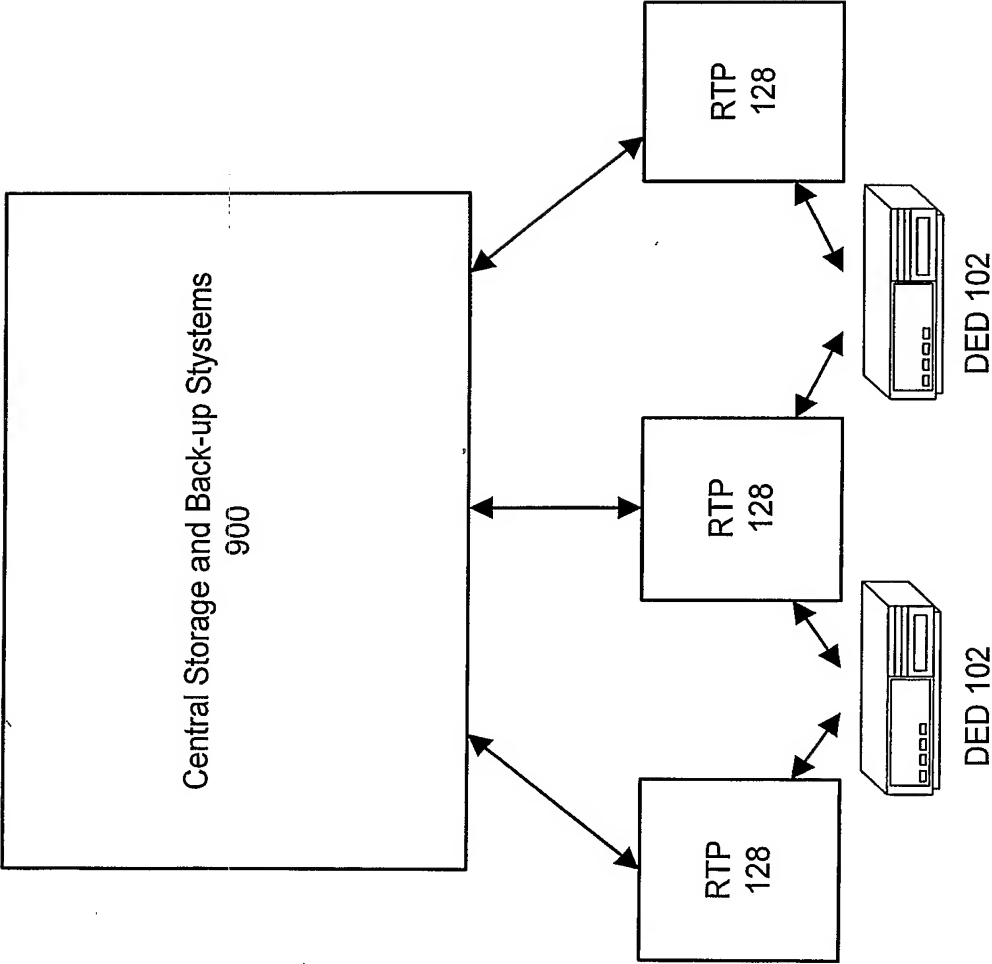 Central Storage and Back-up Stystems
900
RTP
128
RTP
128
RTP
128
DED 102
DED 102